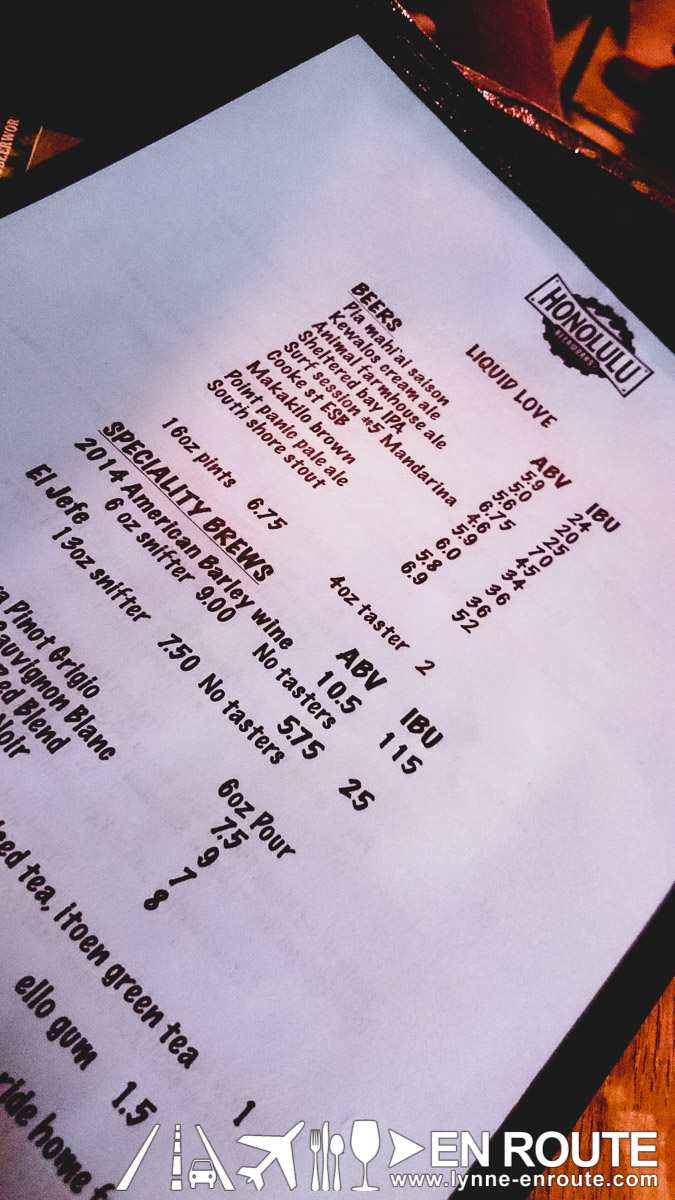 HONOLULU
BEERWORKS
LIQUID LOVE
BEERS ABV IBU
Pia mahi'ai saison 5.9 24
Kewalos cream ale 5.0 20
Animal farmhouse ale 5.6 25
Sheltered bay IPA 6.75 70
Surf session #5 Mandarina 4.6 45
Cooke st ESB 5.9 34
Makakilo brown 6.0 36
Point panic pale ale 5.8 36
South shore stout 6.9 52
16oz pints 6.75 4oz taster 2
SPECIALITY BREWS ABV IBU
2014 American Barley wine 10.5 115
6 oz snifter 9.00 No tasters
El Jefe 5.75 25
13oz snifter 7.50 No tasters
6oz Pour
Pinot Grigio 7.5
Sauvignon Blanc 9
Blend 7
Noir 8
tea, itoen green tea 1
gum 1.5
ride home
EN ROUTE
www.lynne-enroute.com